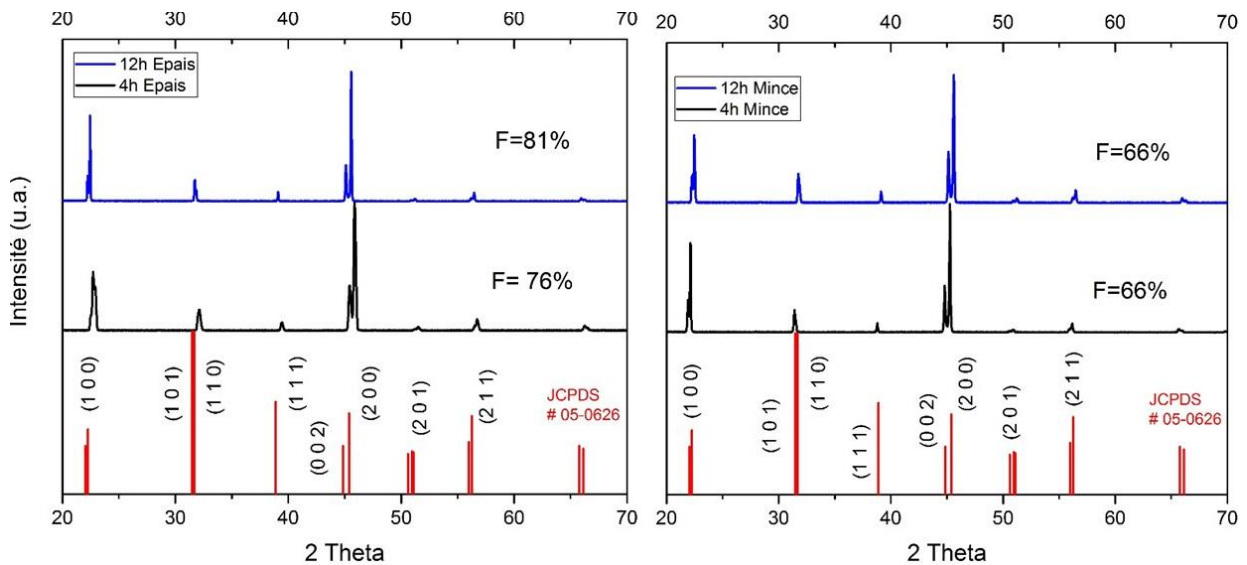 20 30 40 50 60 70
12h Epais
4h Epais
F=81%
F= 76%
(1 0 0)
(1 0 1)
(1 1 0)
(1 1 1)
(0 0 2)
(2 0 0)
(2 0 1)
(2 1 1)
JCPDS
# 05-0626
Intensité (u.a.)
20 30 40 50 60 70
2 Theta
20 30 40 50 60 70
12h Mince
4h Mince
F=66%
F=66%
(1 0 0)
(1 0 1)
(1 1 0)
(1 1 1)
(0 0 2)
(2 0 0)
(2 0 1)
(2 1 1)
JCPDS
# 05-0626
20 30 40 50 60 70
2 Theta